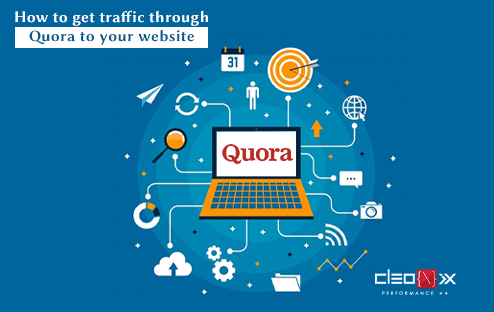 How to get traffic through
Quora to your website
31
Quora
PERFORMANCE ++